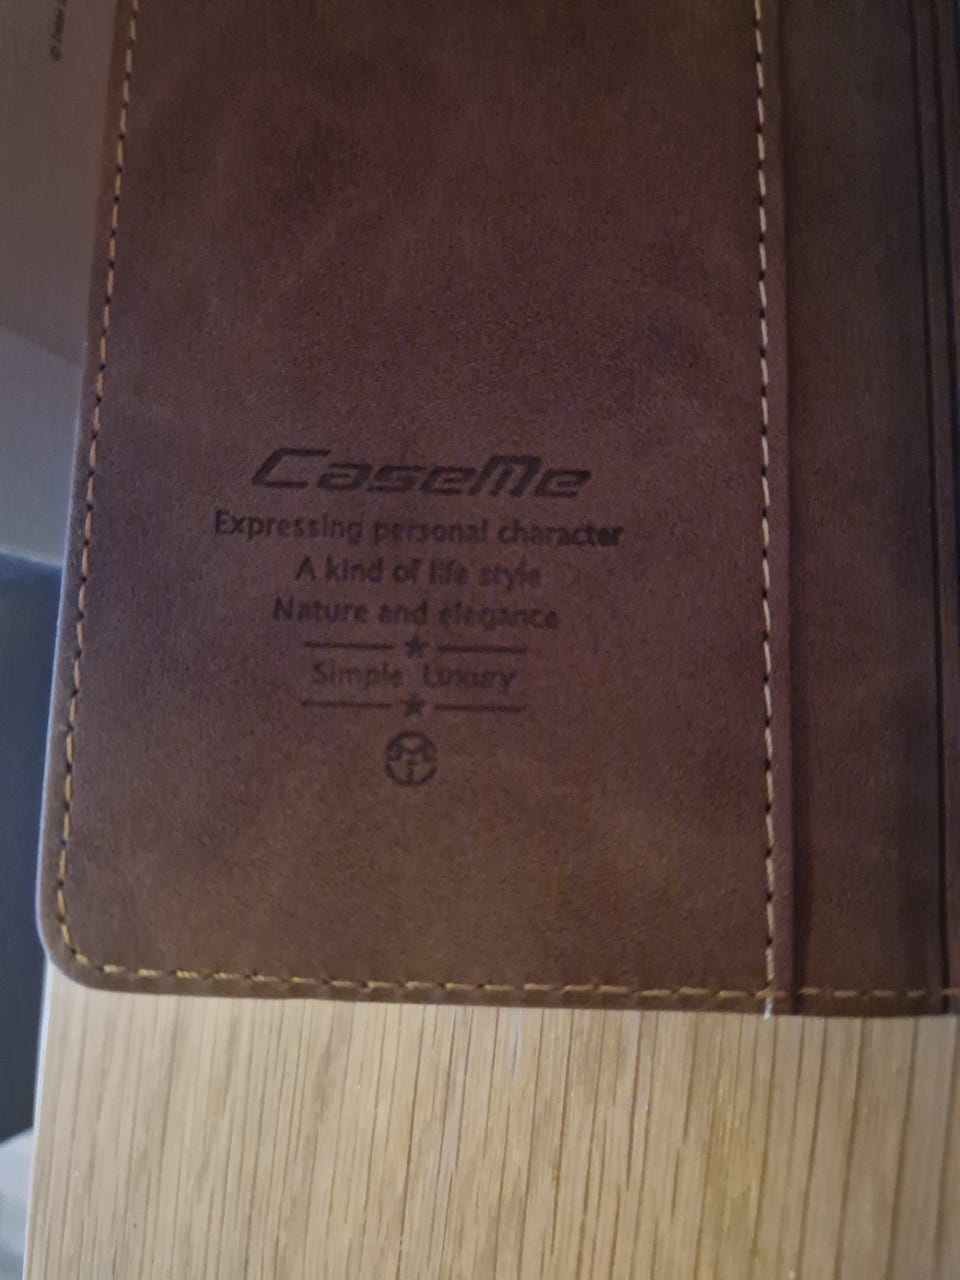 CaseMe
Expressing personal character
A kind of life style
Nature and elegance
Simple Luxury